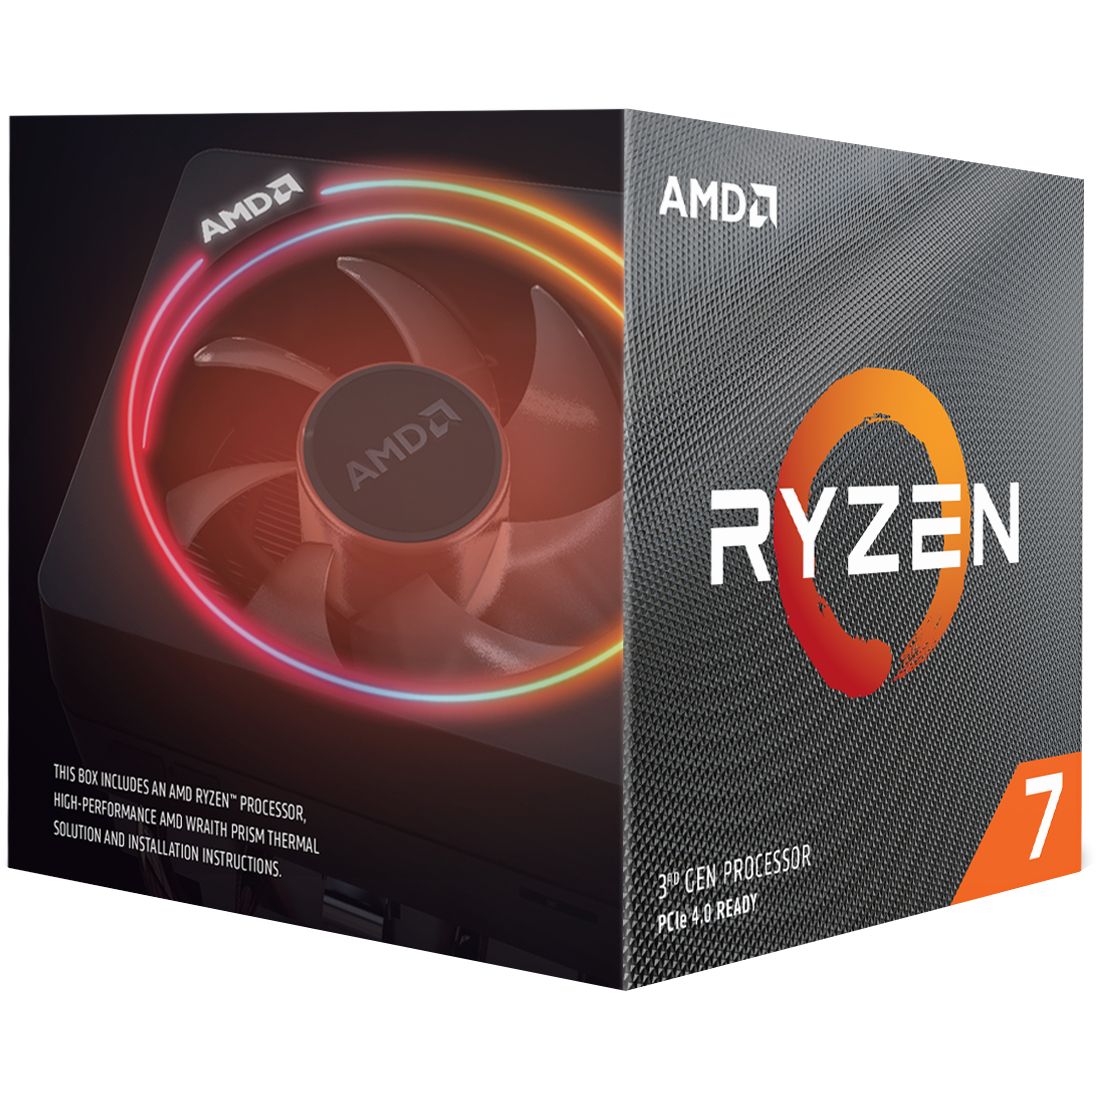 AMD
AMD
THIS BOX INCLUDES AN AMD RYZEN™ PROCESSOR,
HIGH-PERFORMANCE AMD WRAITH PRISM THERMAL
SOLUTION AND INSTALLATION INSTRUCTIONS.
AMD
RYZEN
7
3RD GEN PROCESSOR
PCIe 4.0 READY